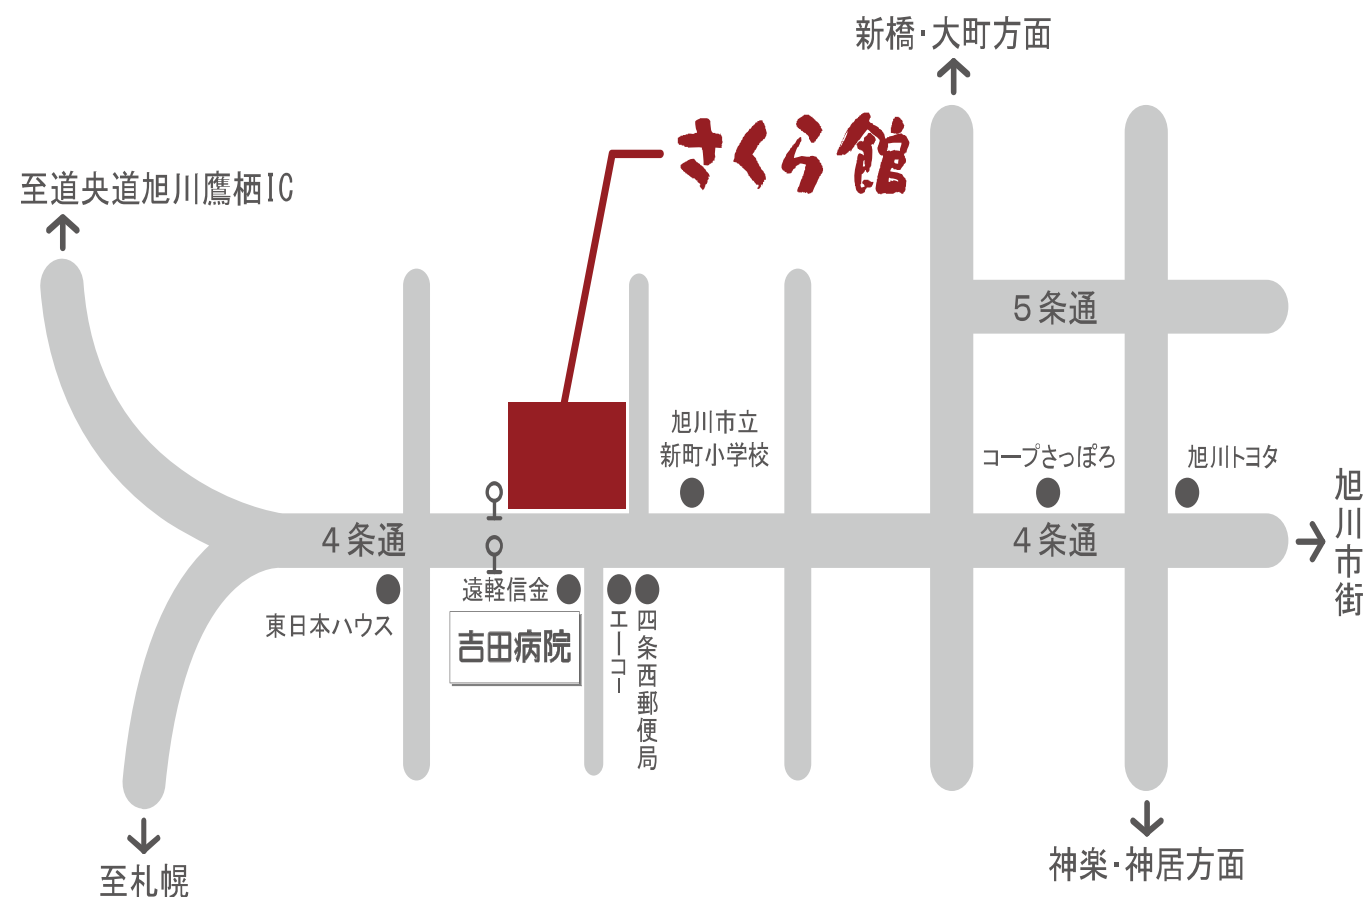 新橋・大町方面
さくら館
至道央道旭川鷹栖IC
5条通
旭川市立
新町小学校
コープさっぽろ
旭川トヨタ
旭川市街
4条通
4条通
遠軽信金
東日本ハウス
吉田病院
エーコー
四条西郵便局
神楽・神居方面
至札幌